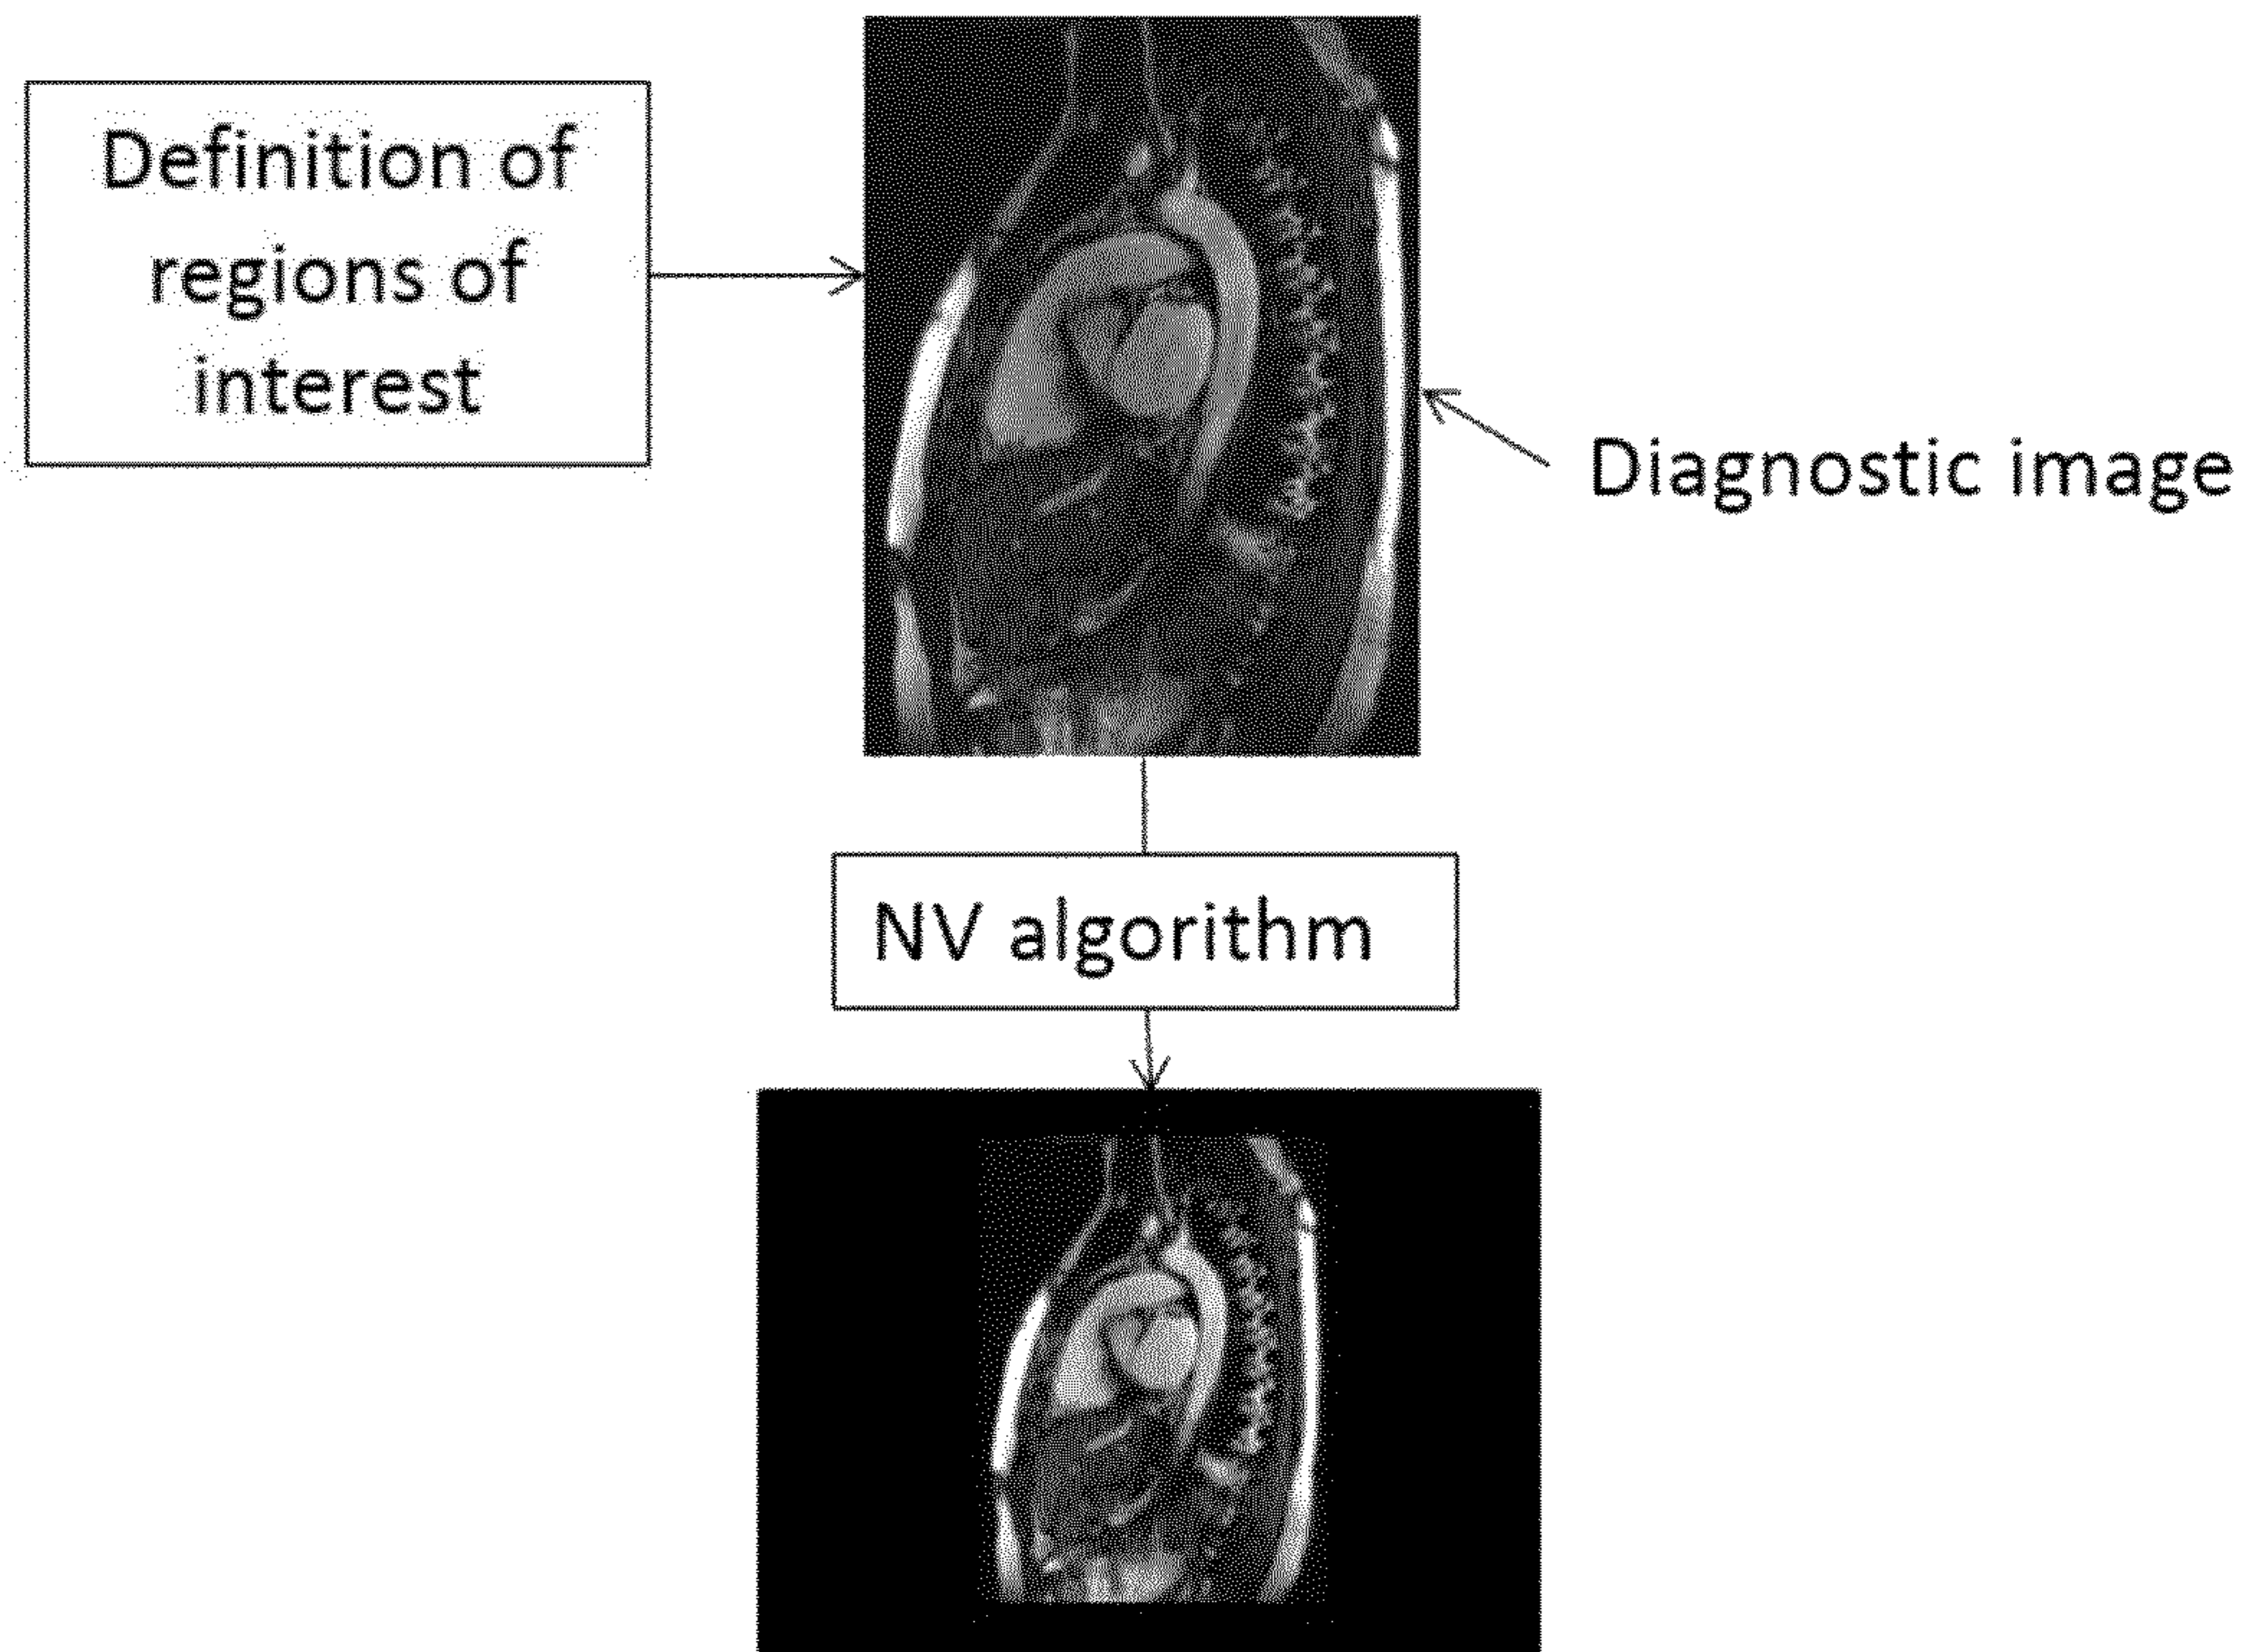 Definition of
regions of
interest
Diagnostic image
NV algorithm